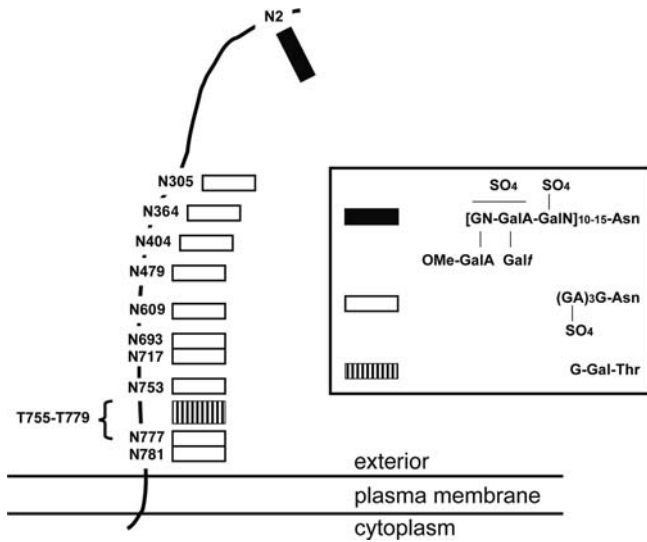 N2
N305
N364
N404
N479
N609
N693
N717
N753
T755-T779
N777
N781
exterior
plasma membrane
cytoplasm
SO4 SO4
[GN-GalA-GalN]10-15-Asn
OMe-GalA Galf
(GA)3G-Asn
SO4
G-Gal-Thr